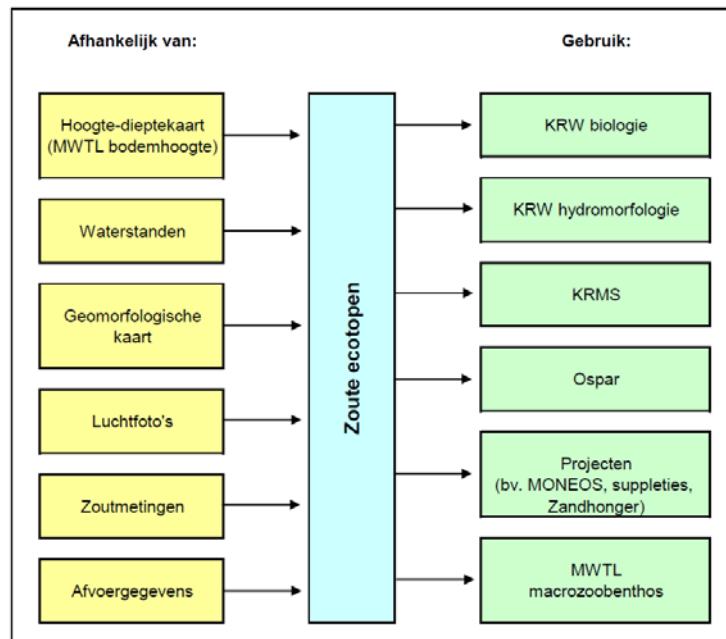 Afhankelijk van:
Gebruik:
Hoogte-dieptekaart
(MWTL bodemhoogte)
Waterstanden
Geomorfologische
kaart
Luchtfoto's
Zoutmetingen
Afvoergegevens
Zoute ecotopen
KRW biologie
KRW hydromorfologie
KRMS
Ospar
Projecten
(bv. MONEOS, suppleties,
Zandhonger)
MWTL
macrozoobenthos